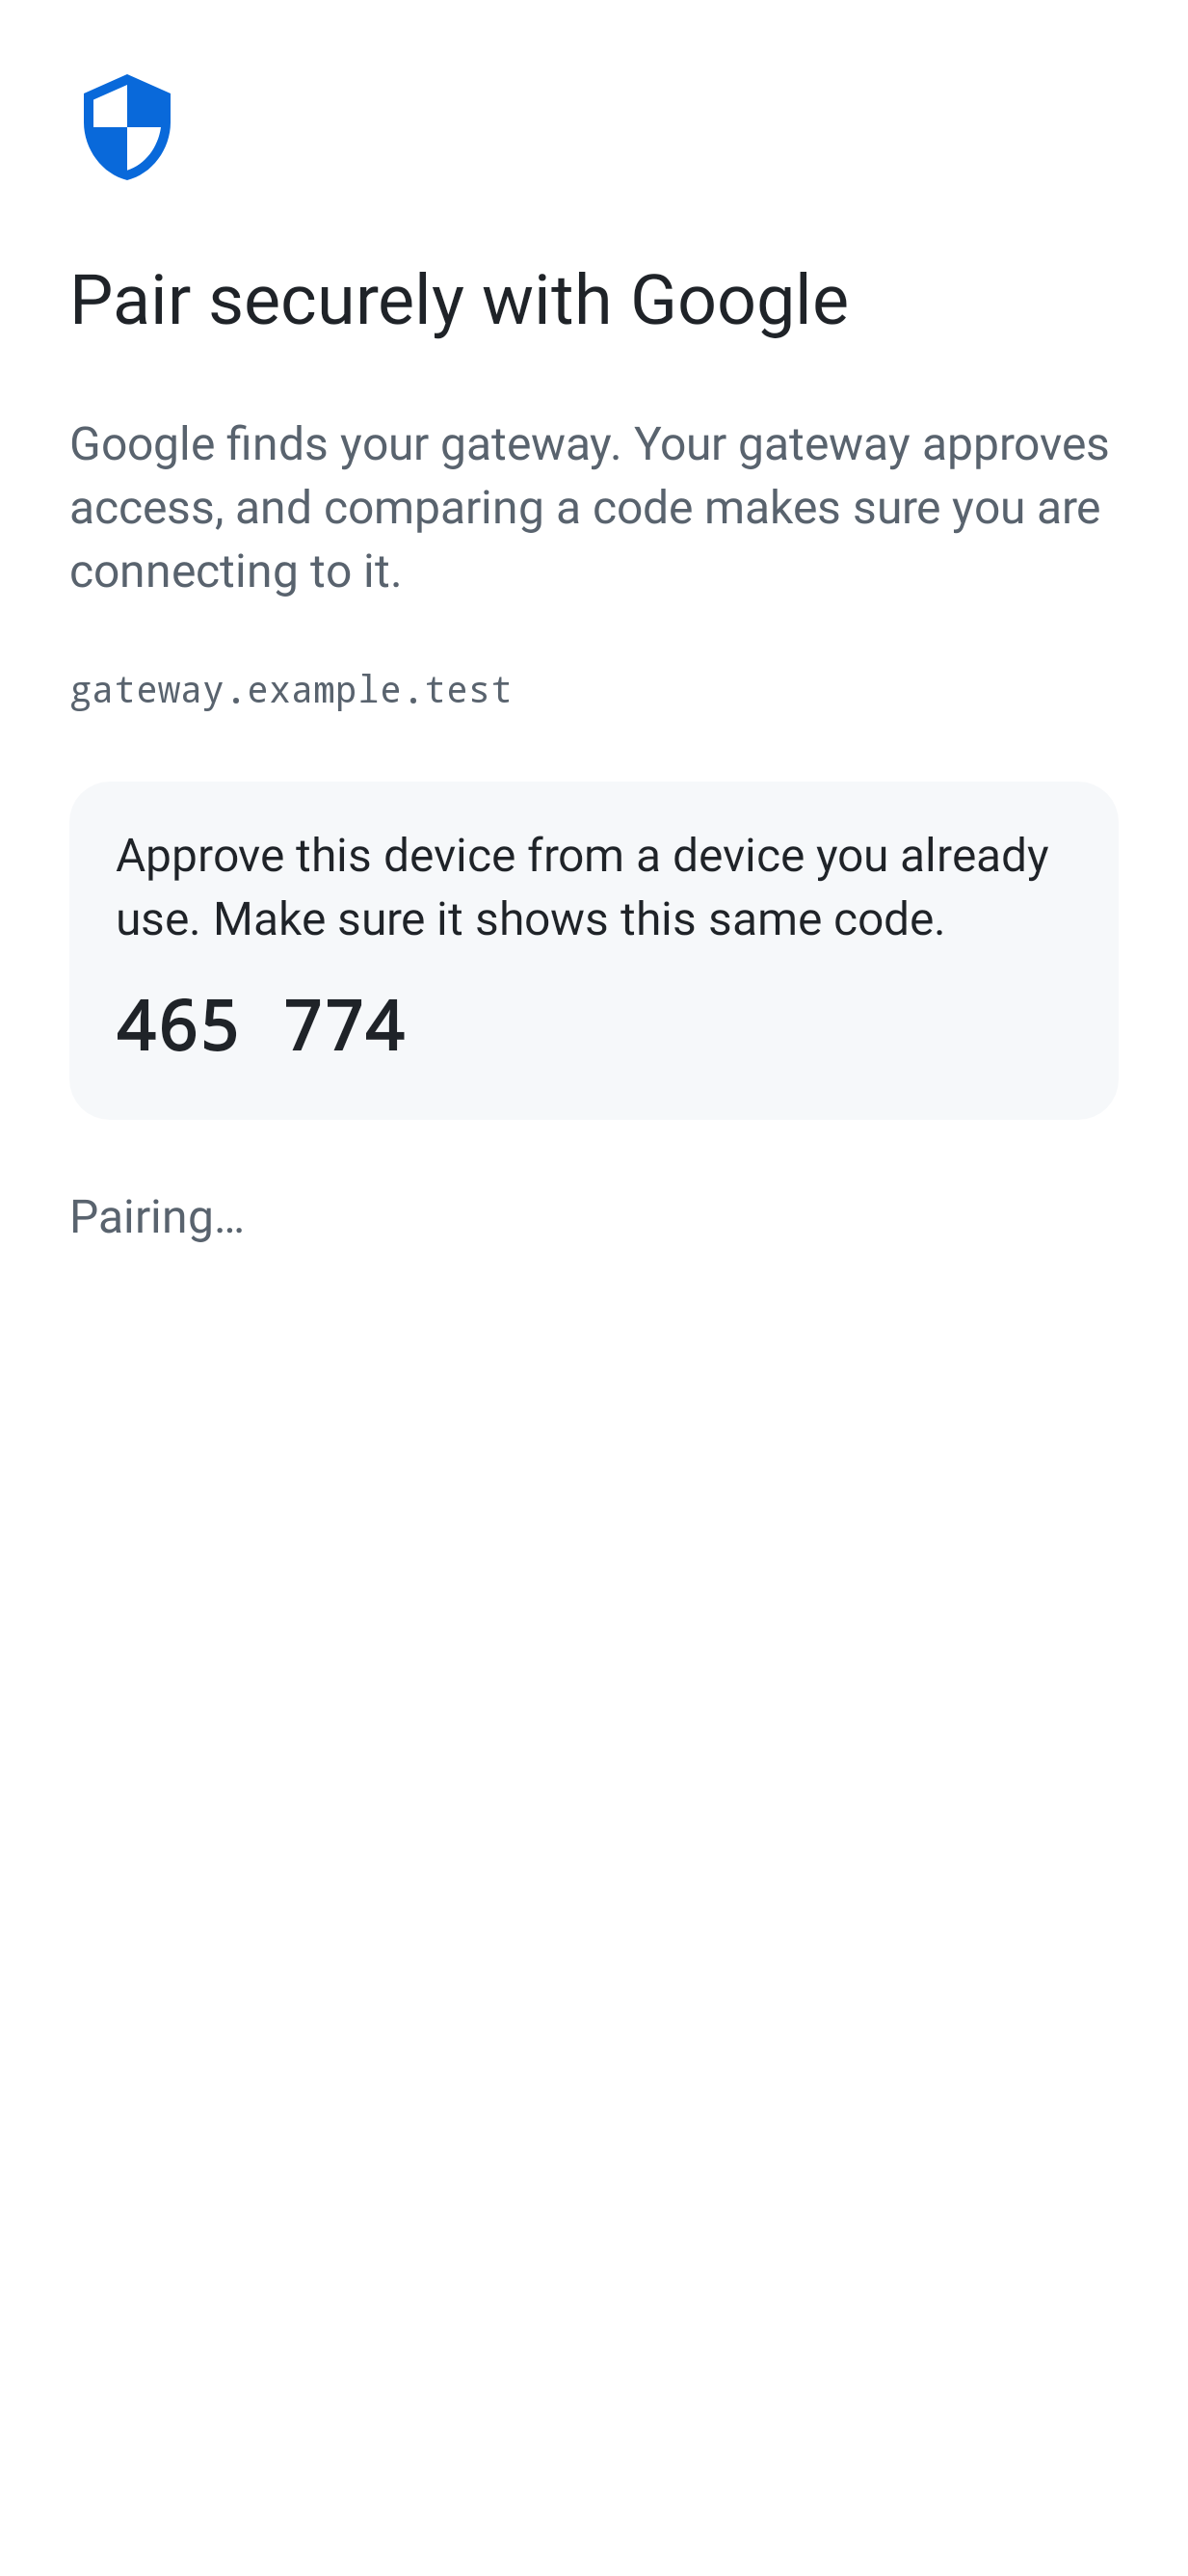 Pair securely with Google
Google finds your gateway. Your gateway approves
access, and comparing a code makes sure you are
connecting to it.
gateway.example.test
Approve this device from a device you already
use. Make sure it shows this same code.
465 774
Pairing…